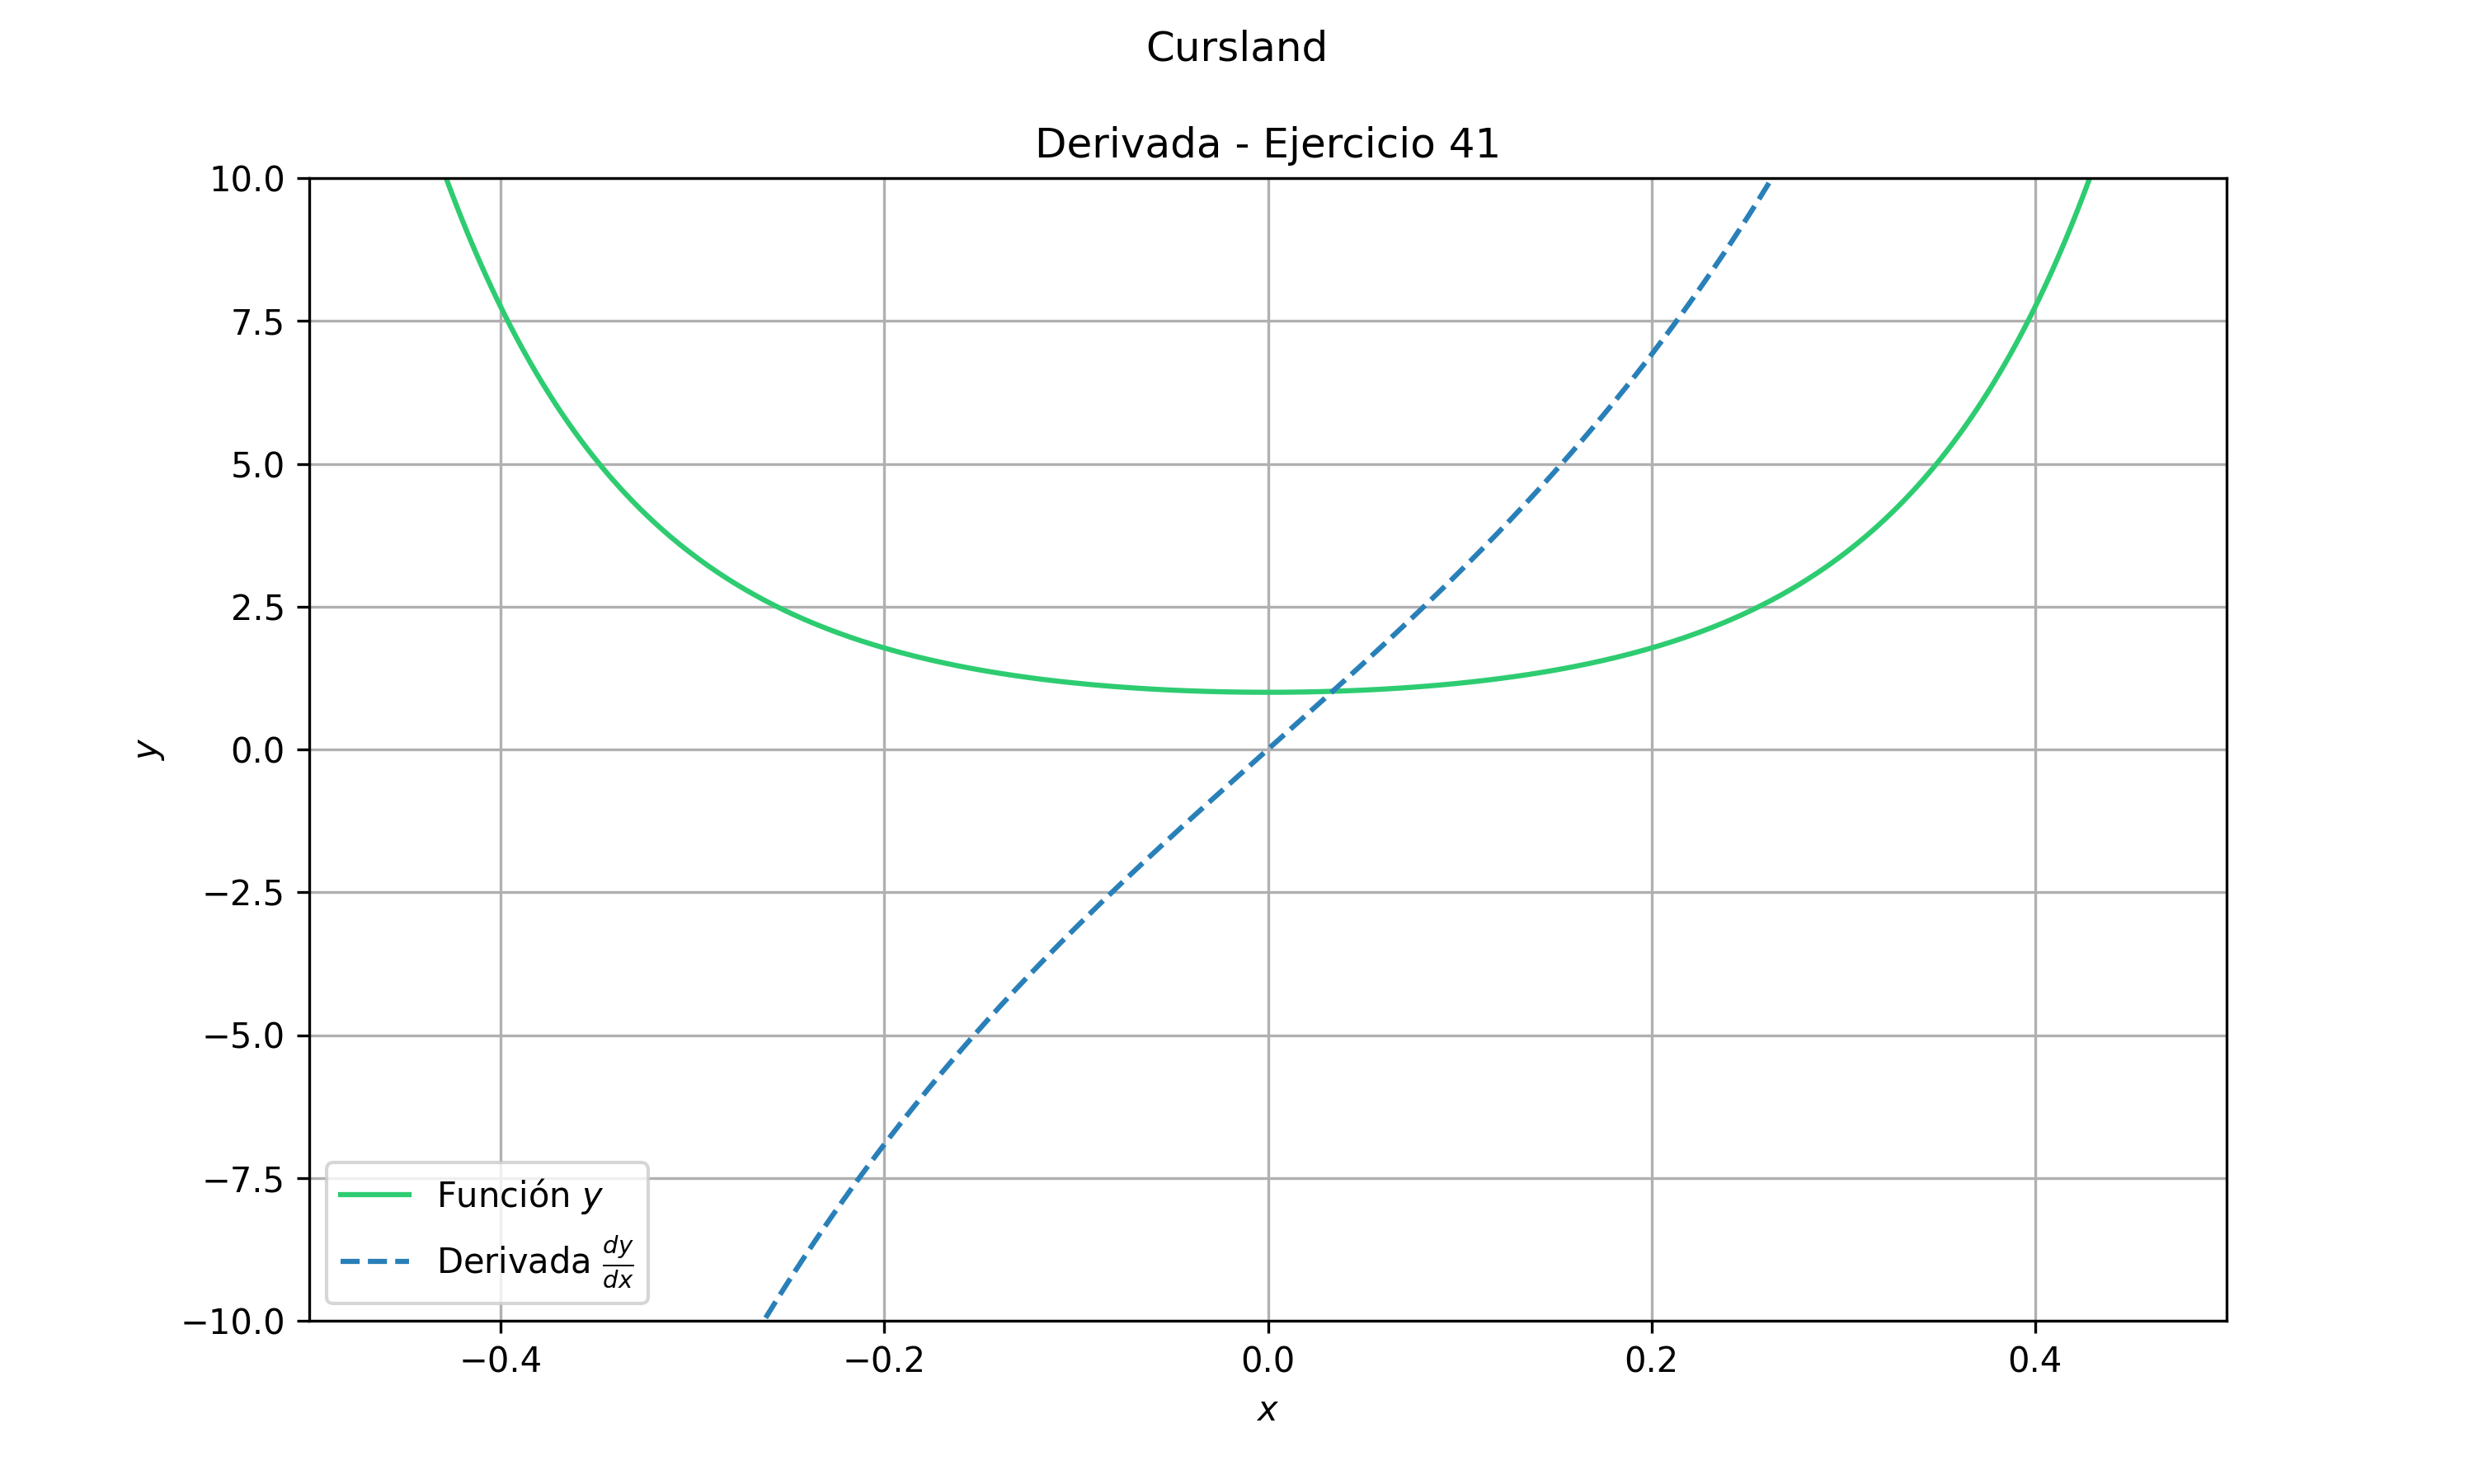 Cursland
Derivada - Ejercicio 41
10.0
7.5
5.0
2.5
0.0
−2.5
−5.0
−7.5
−10.0
y
Función y
Derivada dy/dx
−0.4 −0.2 0.0 0.2 0.4
x